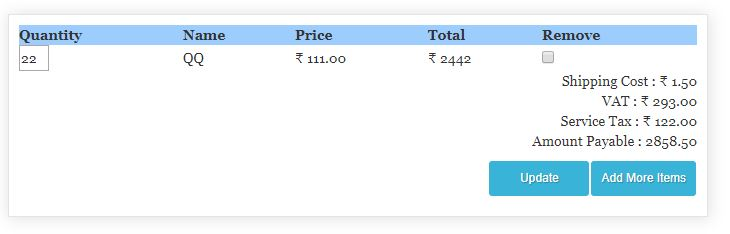 Quantity Name Price Total Remove
22 QQ ₹ 111.00 ₹ 2442
Shipping Cost : ₹ 1.50
VAT : ₹ 293.00
Service Tax : ₹ 122.00
Amount Payable : 2858.50
Update Add More Items